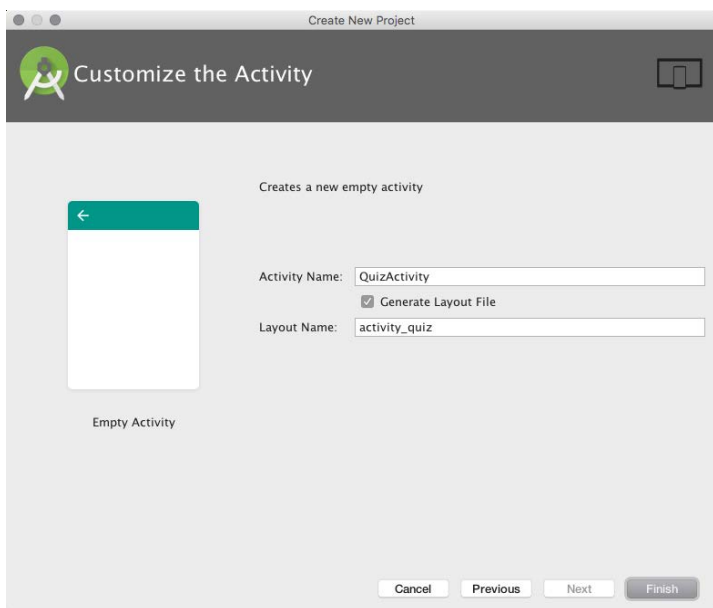 Create New Project
Customize the Activity
Creates a new empty activity
Activity Name: QuizActivity
Generate Layout File
Layout Name: activity_quiz
Empty Activity
Cancel Previous Next Finish